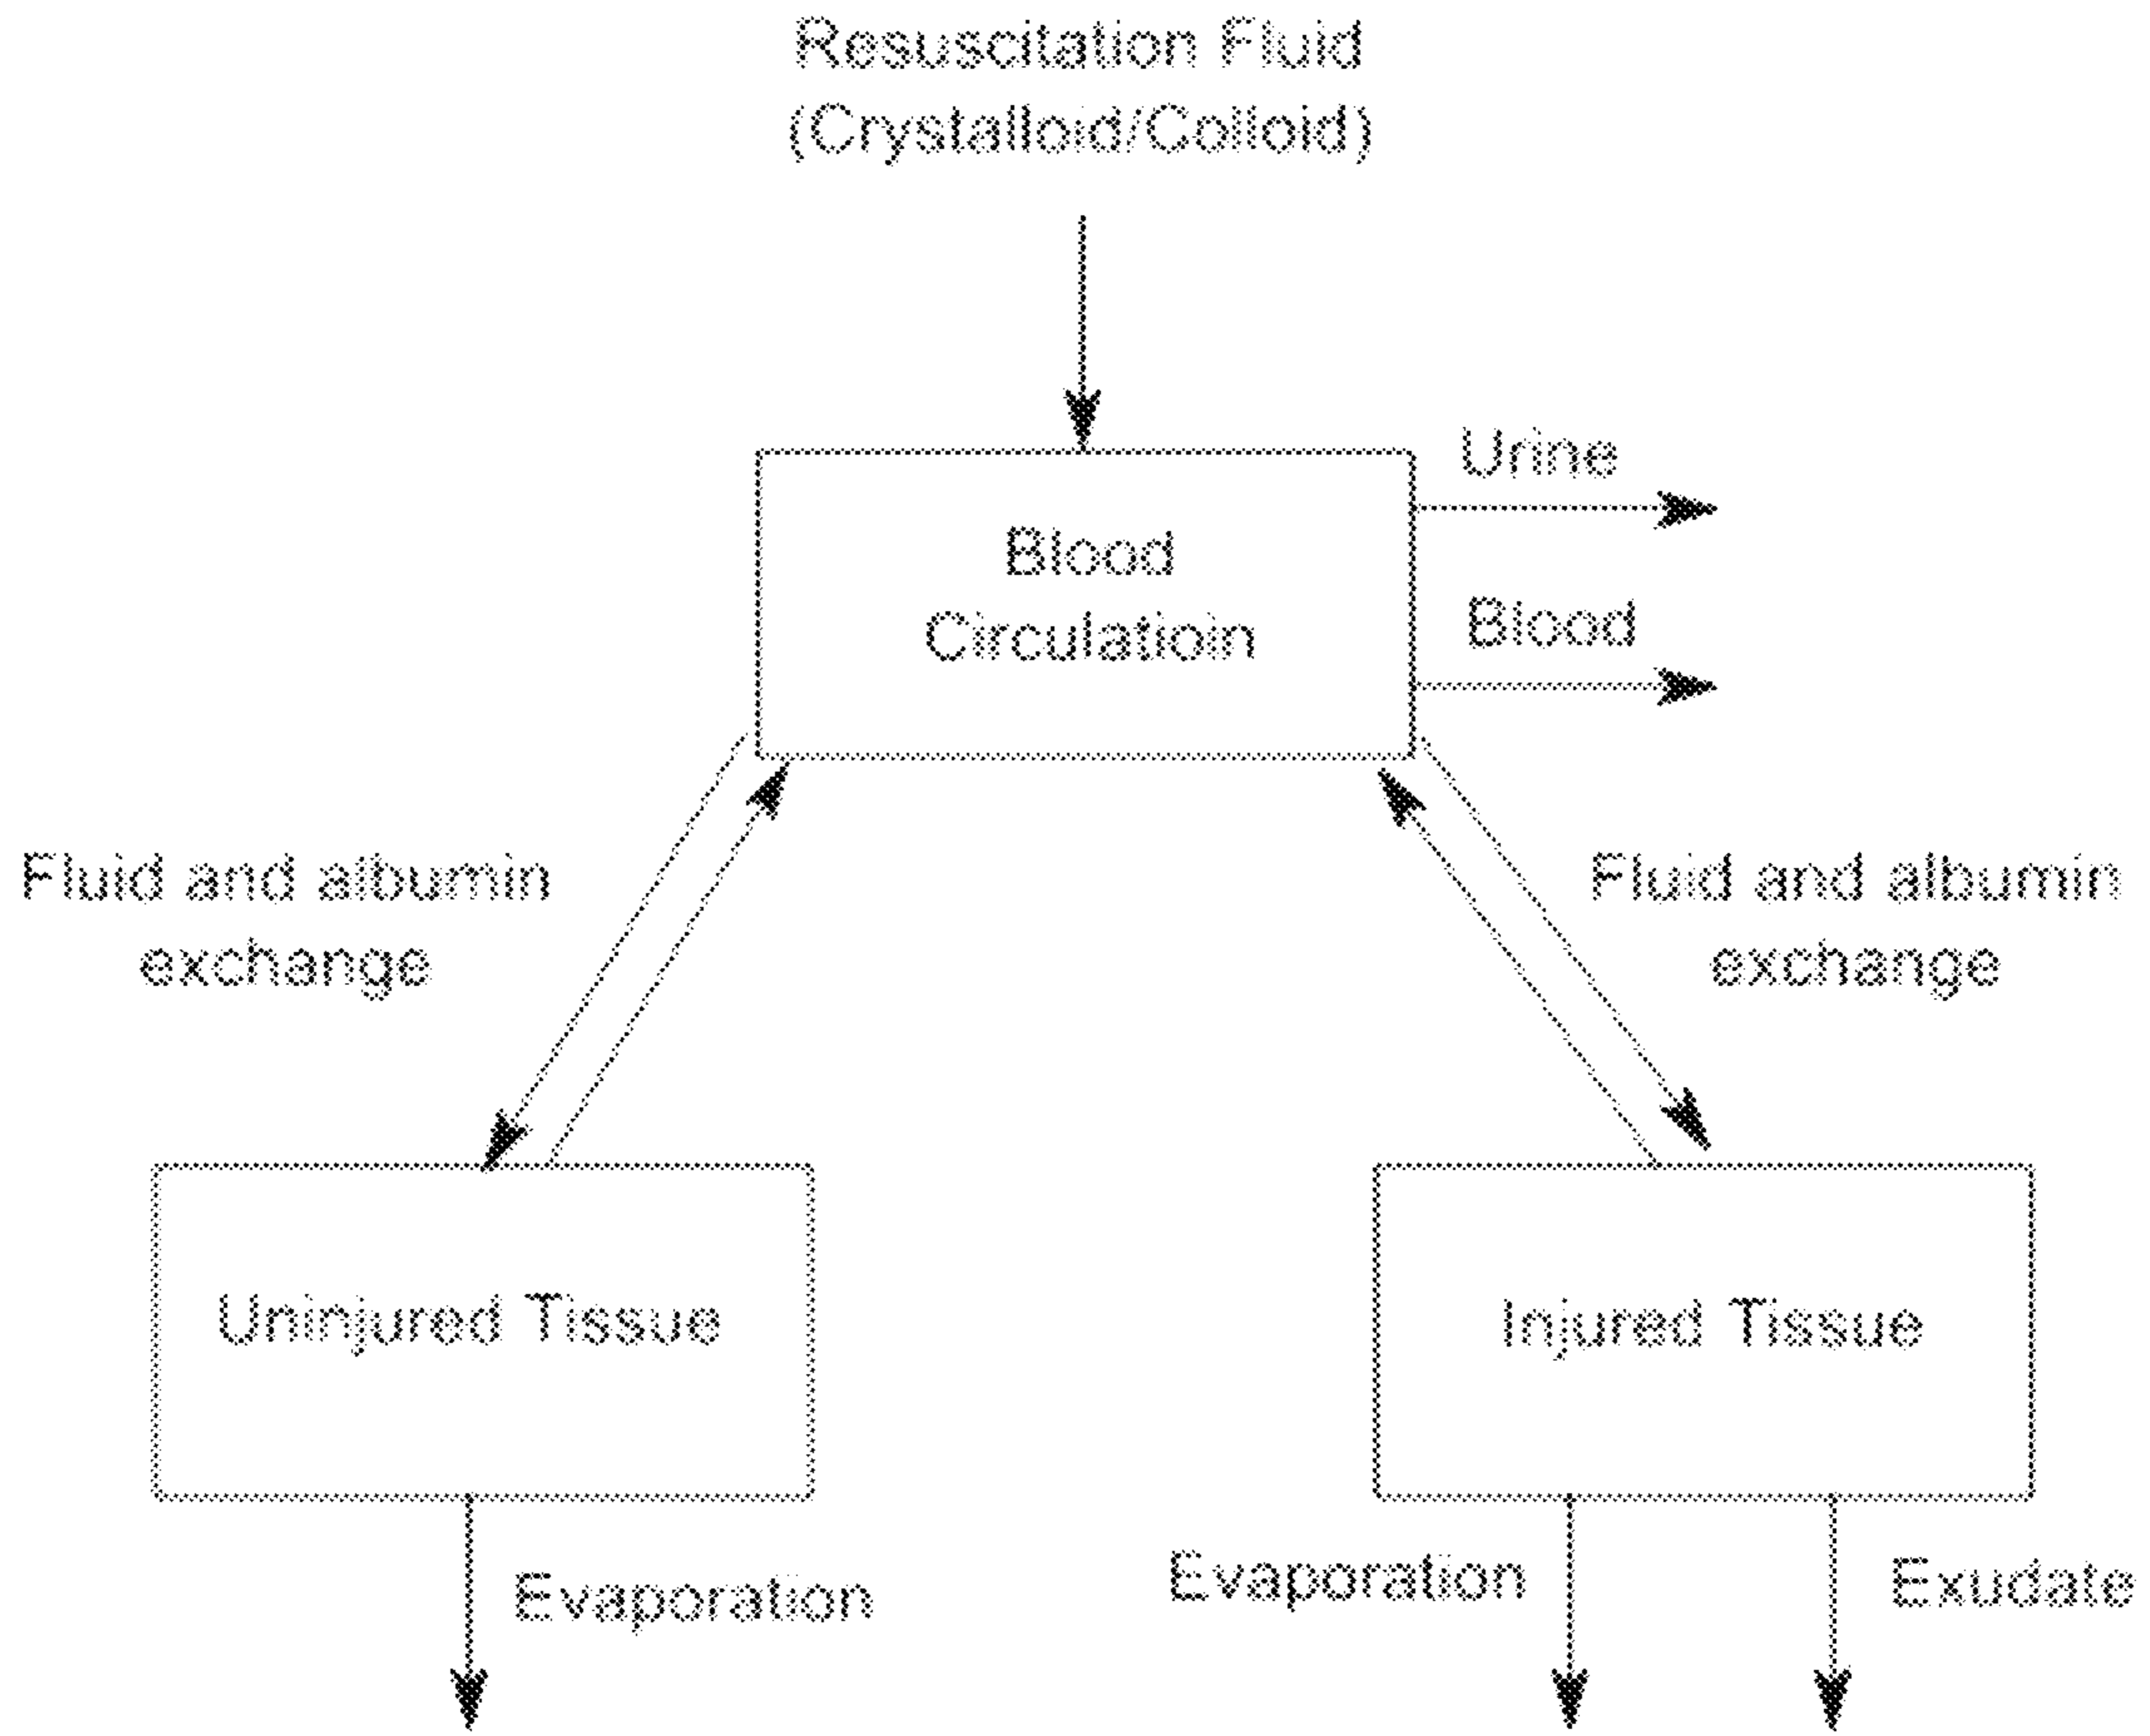 Resuscitation Fluid
(Crystalloid/Colloid)
Urine
Blood
Circulatioin
Blood
Fluid and albumin
exchange
Fluid and albumin
exchange
Uninjured Tissue
Injured Tissue
Evaporation
Evaporation
Exudate